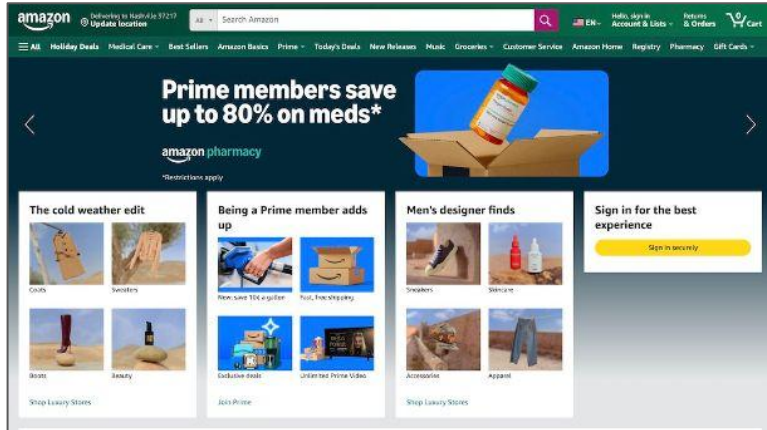 amazon
Delivering to Nashville 37217
Update location
All
Search Amazon
EN
Hello, sign in
Account & Lists
Returns
& Orders
0
Cart
All
Holiday Deals
Medical Care
Best Sellers
Amazon Basics
Prime
Today's Deals
New Releases
Music
Groceries
Customer Service
Amazon Home
Registry
Pharmacy
Gift Cards
Prime members save
up to 80% on meds*
amazon pharmacy
*Restrictions apply
The cold weather edit
Coats
Sweaters
Boots
Beauty
Shop Luxury Stores
Being a Prime member adds
up
New, save 10¢ a gallon
Fast, free shipping
Exclusive deals
Unlimited Prime Video
Join Prime
Men's designer finds
Sneakers
Skincare
Accessories
Apparel
Shop Luxury Stores
Sign in for the best
experience
Sign in securely